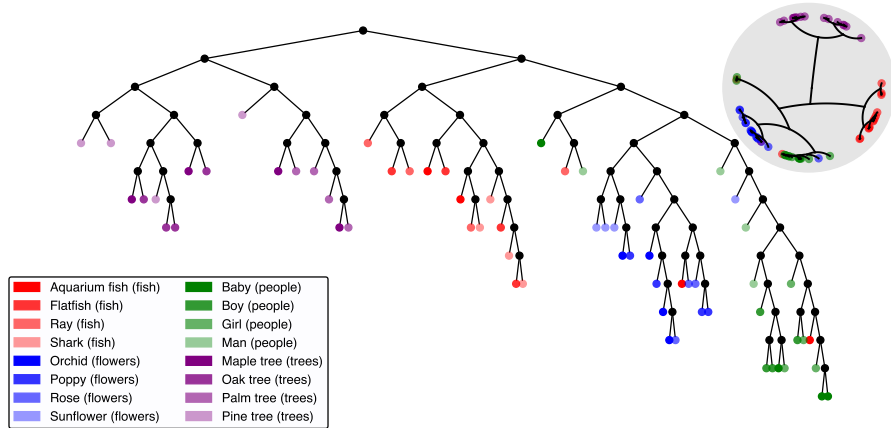 Aquarium fish (fish)
Flatfish (fish)
Ray (fish)
Shark (fish)
Orchid (flowers)
Poppy (flowers)
Rose (flowers)
Sunflower (flowers)
Baby (people)
Boy (people)
Girl (people)
Man (people)
Maple tree (trees)
Oak tree (trees)
Palm tree (trees)
Pine tree (trees)